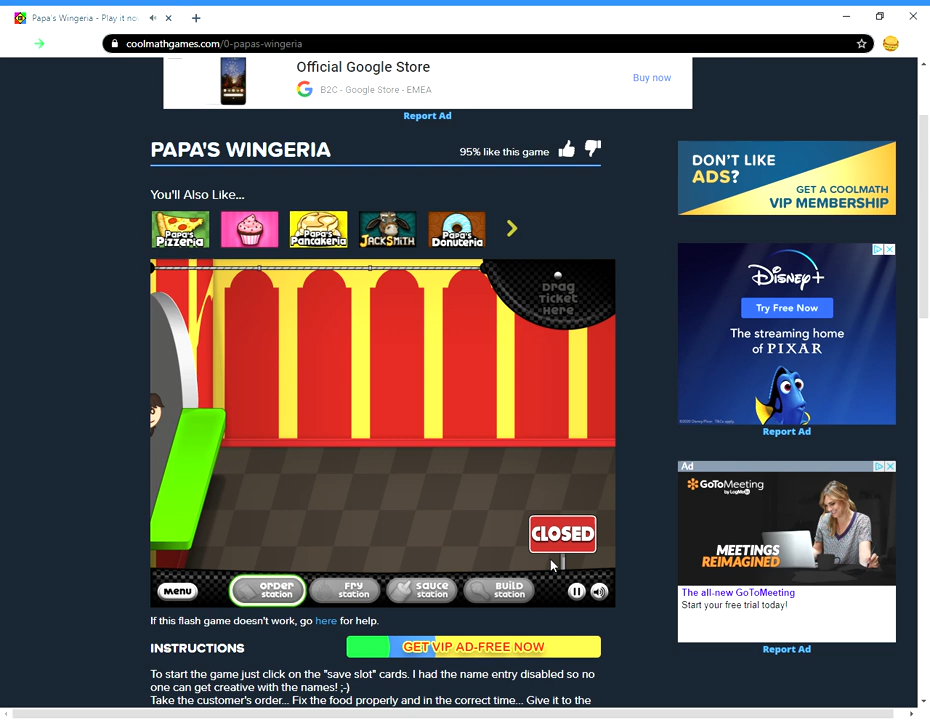 Papa's Wingeria - Play it no
coolmathgames.com/0-papas-wingeria
Official Google Store
B2C - Google Store - EMEA
Buy now
Report Ad
PAPA'S WINGERIA
95% like this game
You'll Also Like...
Papa's
Pizzeria
Papa's
Pancakeria
JACKSMITH
Papa's
Donuteria
DRAG
TICKET
HERE
CLOSED
MENU
ORDER
STATION
FRY
STATION
SAUCE
STATION
BUILD
STATION
If this flash game doesn't work, go here for help.
INSTRUCTIONS
GET VIP AD-FREE NOW
To start the game just click on the "save slot" cards. I had the name entry disabled so no
one can get creative with the names! ;-)
Take the customer's order... Fix the food properly and in the correct time... Give it to the
DON'T LIKE
ADS?
GET A COOLMATH
VIP MEMBERSHIP
Disney+
Try Free Now
The streaming home
of PIXAR
Report Ad
Ad
GoToMeeting
by LogMeIn
MEETINGS
REIMAGINED
The all-new GoToMeeting
Start your free trial today!
Report Ad